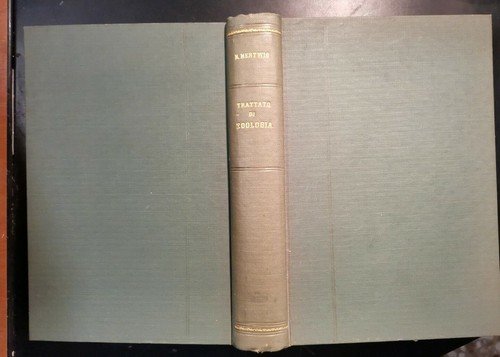 R. HERTWIG
TRATTATO
DI
ZOOLOGIA